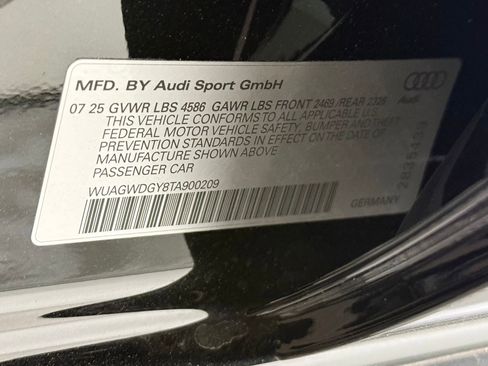 MFD. BY Audi Sport GmbH
07 25 GVWR LBS 4586 GAWR LBS FRONT 2469 /REAR 2326
THIS VEHICLE CONFORMS TO ALL APPLICABLE U.S.
FEDERAL MOTOR VEHICLE SAFETY, BUMPER AND THEFT
PREVENTION STANDARDS IN EFFECT ON THE DATE OF
MANUFACTURE SHOWN ABOVE
PASSENGER CAR
WUAGWDGY8TA900209
GERMANY
Audi